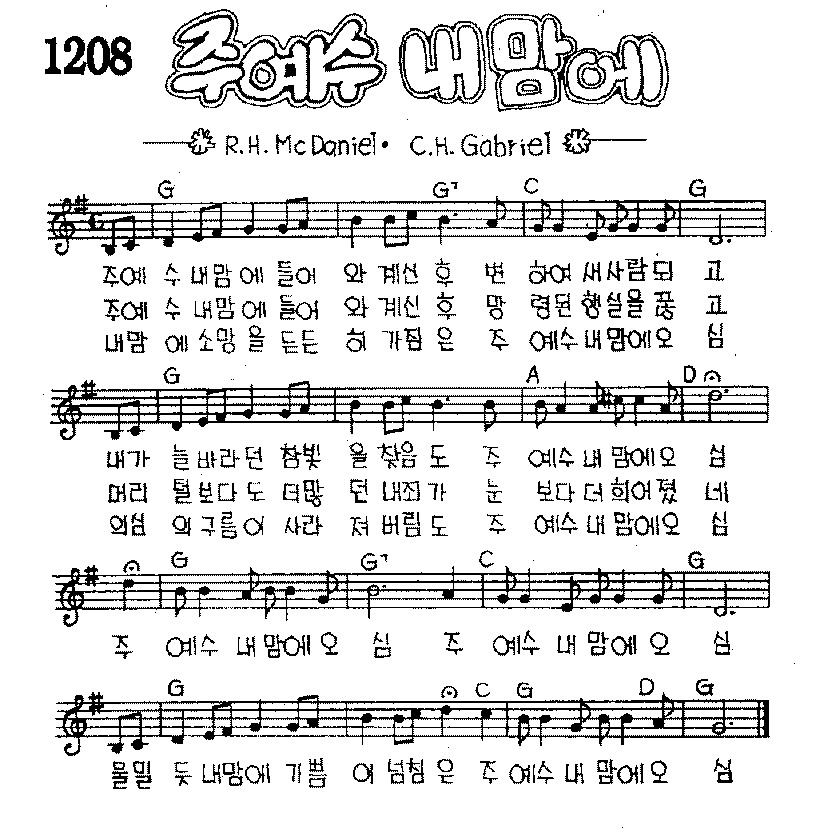 1208 주 예수 내 맘에
R.H. McDaniel · C.H. Gabriel
G G7 C G
주예 수 내맘 에 들어 와 계신 후 변 하여 새사람되 고
주예 수 내맘 에 들어 와 계신 후 망 령된 행실을 끊 고
내맘 에 소망 을 든든 히 가짐 은 주 예수 내 맘에오 심
G A D
내가 늘 바라 던 참빛 을 찾음 도 주 예수 내 맘에오 심
머리 털 보다 도 더많 던 내죄 가 눈 보다 더 희어졌 네
의심 의 구름 이 사라 져 버림 도 주 예수 내 맘에오 심
G G7 C G
주 예수 내 맘에 오 심 주 예수 내 맘에 오 심
G C G D G
물밀 듯 내맘에 기쁨 이 넘침 은 주 예수 내 맘에오 심